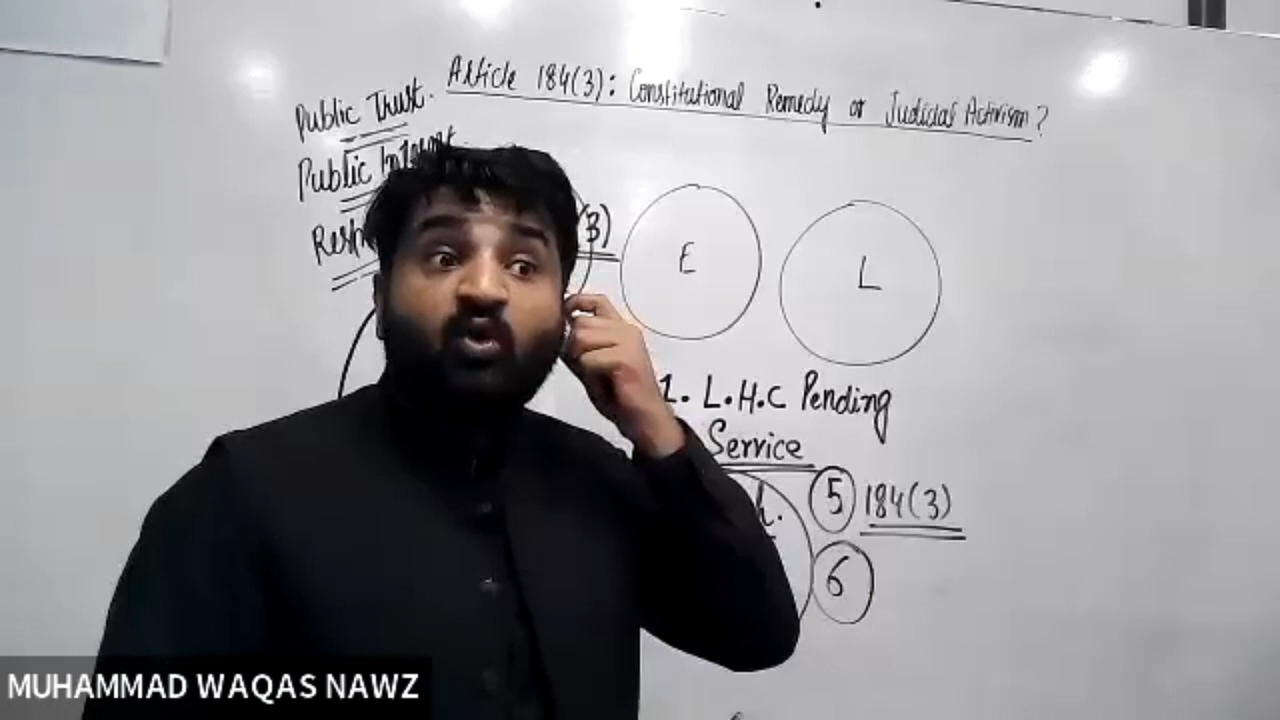 Article 184(3): Constitutional Remedy or Judicial Activism?
Public Trust.
Public
(3)
E
L
1. L.H.C Pending
Service
5 184(3)
6
MUHAMMAD WAQAS NAWZ